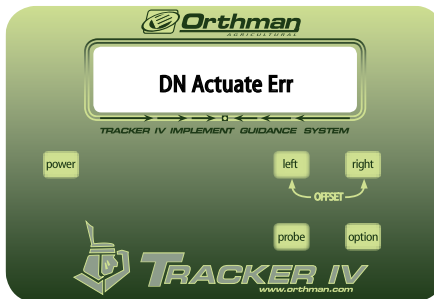 Orthman
AGRICULTURAL
DN Actuate Err
TRACKER IV IMPLEMENT GUIDANCE SYSTEM
power
left
right
OFFSET
probe
option
TRACKER IV
www.orthman.com